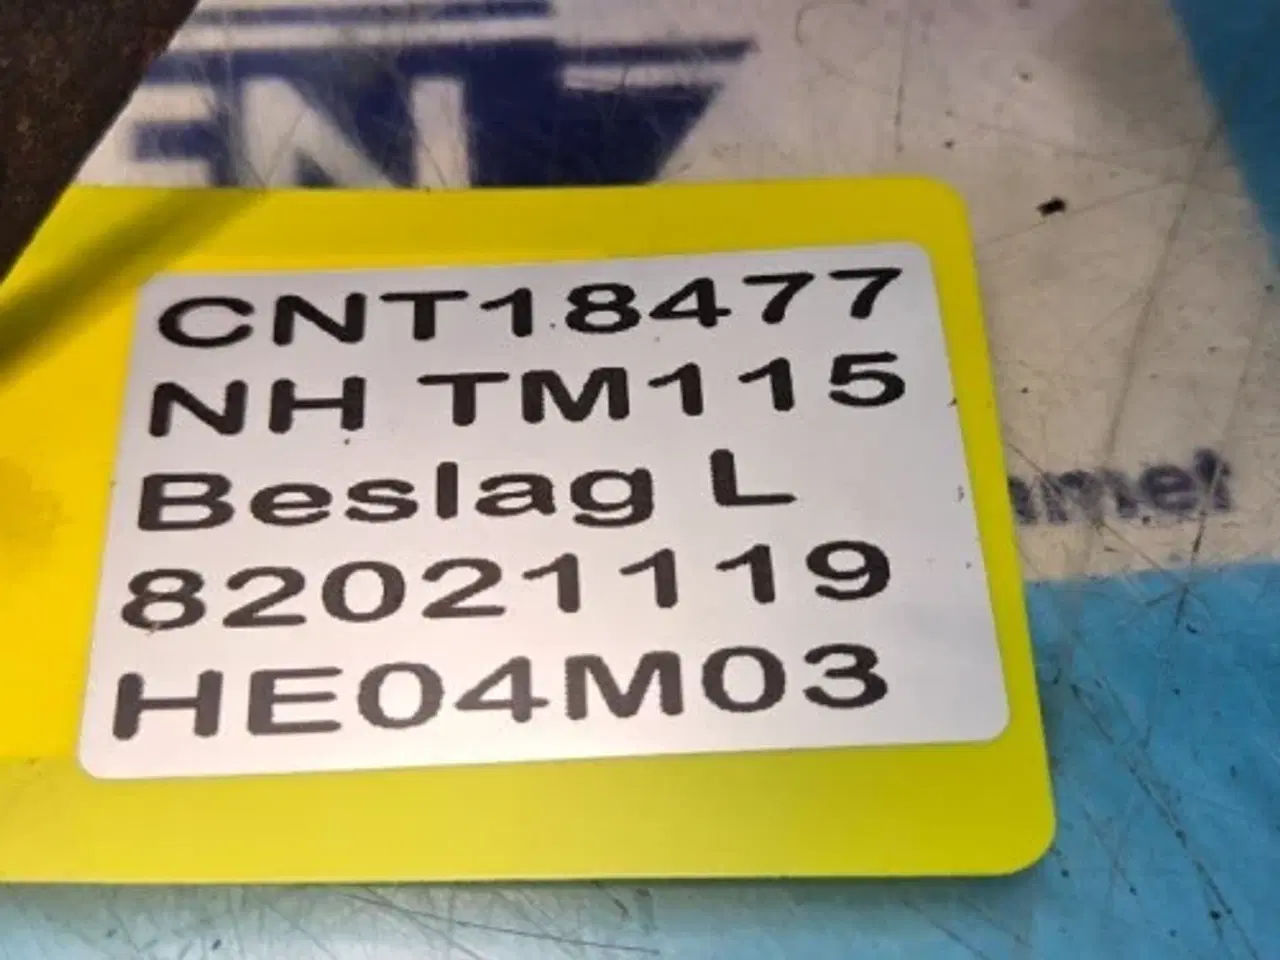 CNT18477
NH TM115
Beslag L
82021119
HE04M03